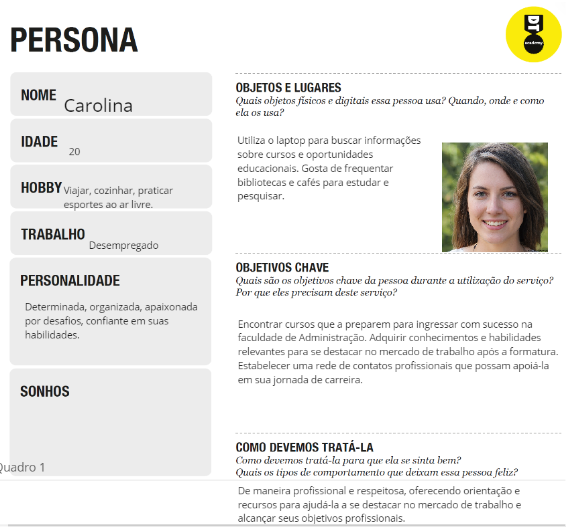 PERSONA
academy
NOME
Carolina
IDADE
20
HOBBY
Viajar, cozinhar, praticar
esportes ao ar livre.
TRABALHO
Desempregado
PERSONALIDADE
Determinada, organizada, apaixonada
por desafios, confiante em suas
habilidades.
SONHOS
Quadro 1
OBJETOS E LUGARES
Quais objetos físicos e digitais essa pessoa usa? Quando, onde e como
ela os usa?
Utiliza o laptop para buscar informações
sobre cursos e oportunidades
educacionais. Gosta de frequentar
bibliotecas e cafés para estudar e
pesquisar.
OBJETIVOS CHAVE
Quais são os objetivos chave da pessoa durante a utilização do serviço?
Por que eles precisam deste serviço?
Encontrar cursos que a preparem para ingressar com sucesso na
faculdade de Administração. Adquirir conhecimentos e habilidades
relevantes para se destacar no mercado de trabalho após a formatura.
Estabelecer uma rede de contatos profissionais que possam apoiá-la
em sua jornada de carreira.
COMO DEVEMOS TRATÁ-LA
Como devemos tratá-la para que ela se sinta bem?
Quais os tipos de comportamento que deixam essa pessoa feliz?
De maneira profissional e respeitosa, oferecendo orientação e
recursos para ajudá-la a se destacar no mercado de trabalho e
alcançar seus objetivos profissionais.